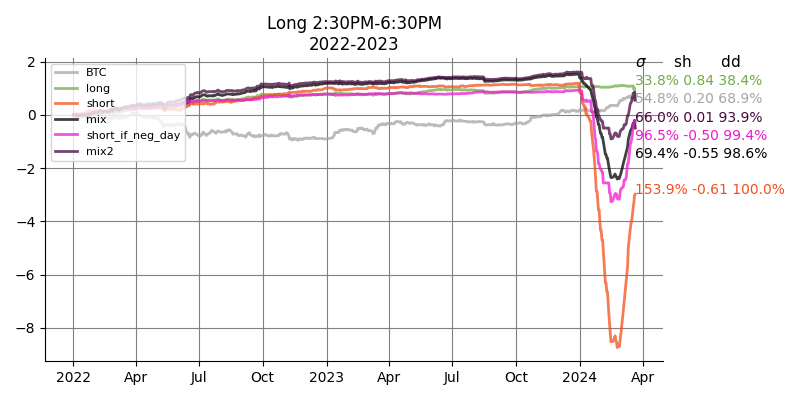 Long 2:30PM-6:30PM
2022-2023
σ sh dd
33.8% 0.84 38.4%
54.8% 0.20 68.9%
66.0% 0.01 93.9%
96.5% -0.50 99.4%
69.4% -0.55 98.6%
153.9% -0.61 100.0%
BTC
long
short
mix
short_if_neg_day
mix2
2
0
−2
−4
−6
−8
2022 Apr Jul Oct 2023 Apr Jul Oct 2024 Apr